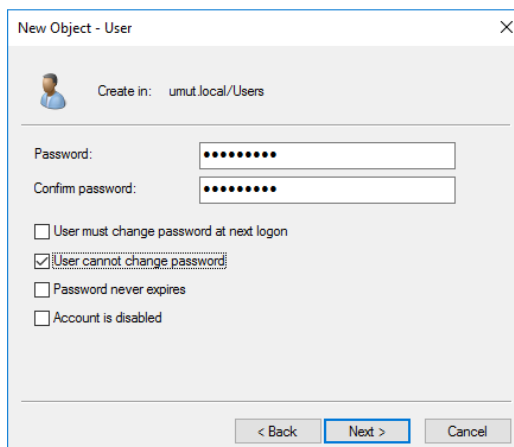 New Object - User
Create in: umut.local/Users
Password: •••••••••
Confirm password: •••••••••
User must change password at next logon
User cannot change password
Password never expires
Account is disabled
< Back Next > Cancel